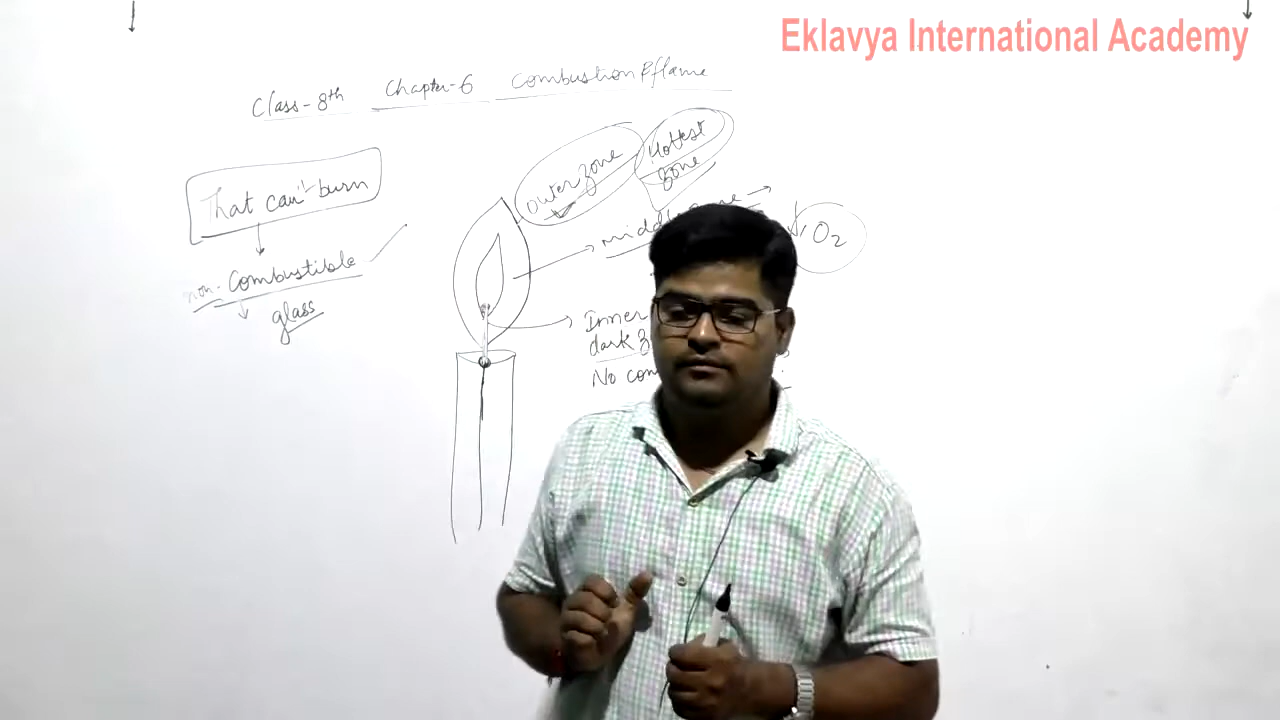 Eklavya International Academy
Class-8th Chapter-6 Combustion & flame
That can't burn
non-Combustible
glass
Outer zone
Hottest
zone
O2
Inner
dark
No